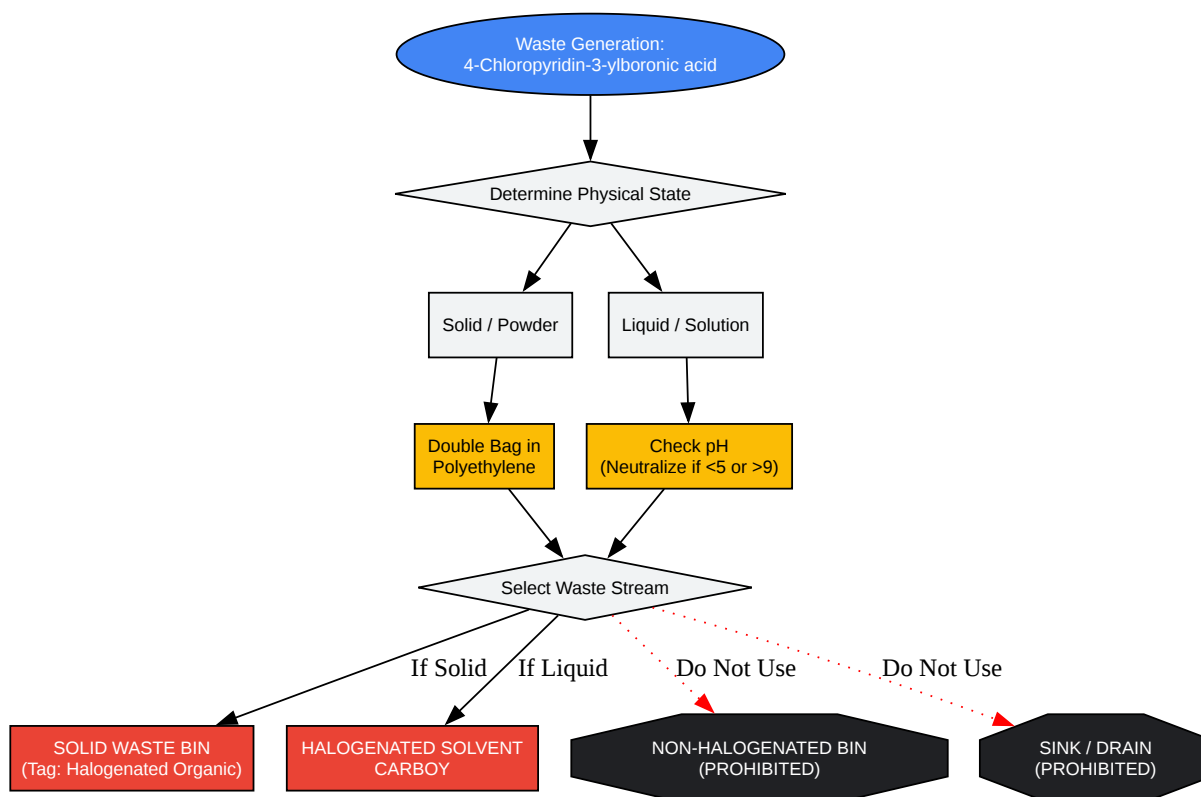 Waste Generation:
4-Chloropyridin-3-ylboronic acid
Determine Physical State
Solid / Powder
Liquid / Solution
Double Bag in
Polyethylene
Check pH
(Neutralize if <5 or >9)
Select Waste Stream
If Solid
If Liquid
Do Not Use
Do Not Use
SOLID WASTE BIN
(Tag: Halogenated Organic)
HALOGENATED SOLVENT
CARBOY
NON-HALOGENATED BIN
(PROHIBITED)
SINK / DRAIN
(PROHIBITED)